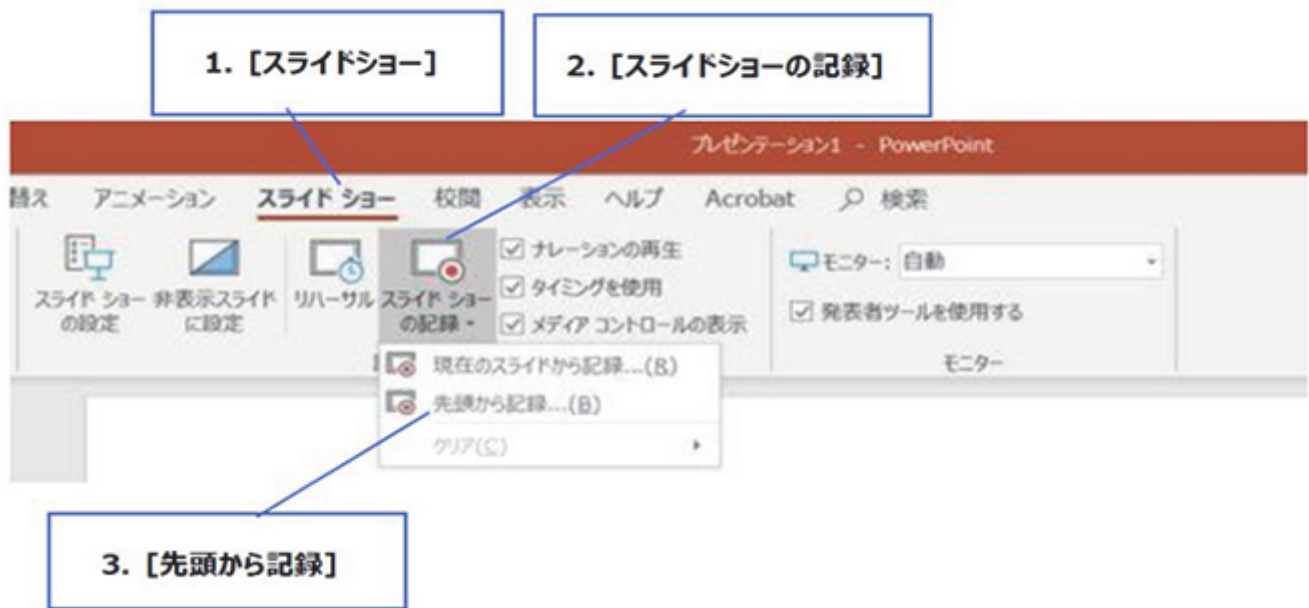 1. [スライドショー]
2. [スライドショーの記録]
プレゼンテーション1 - PowerPoint
替え アニメーション スライド ショー 校閲 表示 ヘルプ Acrobat 検索
スライド ショー
の設定
非表示スライド
に設定
リハーサル
スライド ショー
の記録
ナレーションの再生
タイミングを使用
メディア コントロールの表示
モニター: 自動
発表者ツールを使用する
モニター
現在のスライドから記録...(R)
先頭から記録...(B)
クリア(C)
3. [先頭から記録]